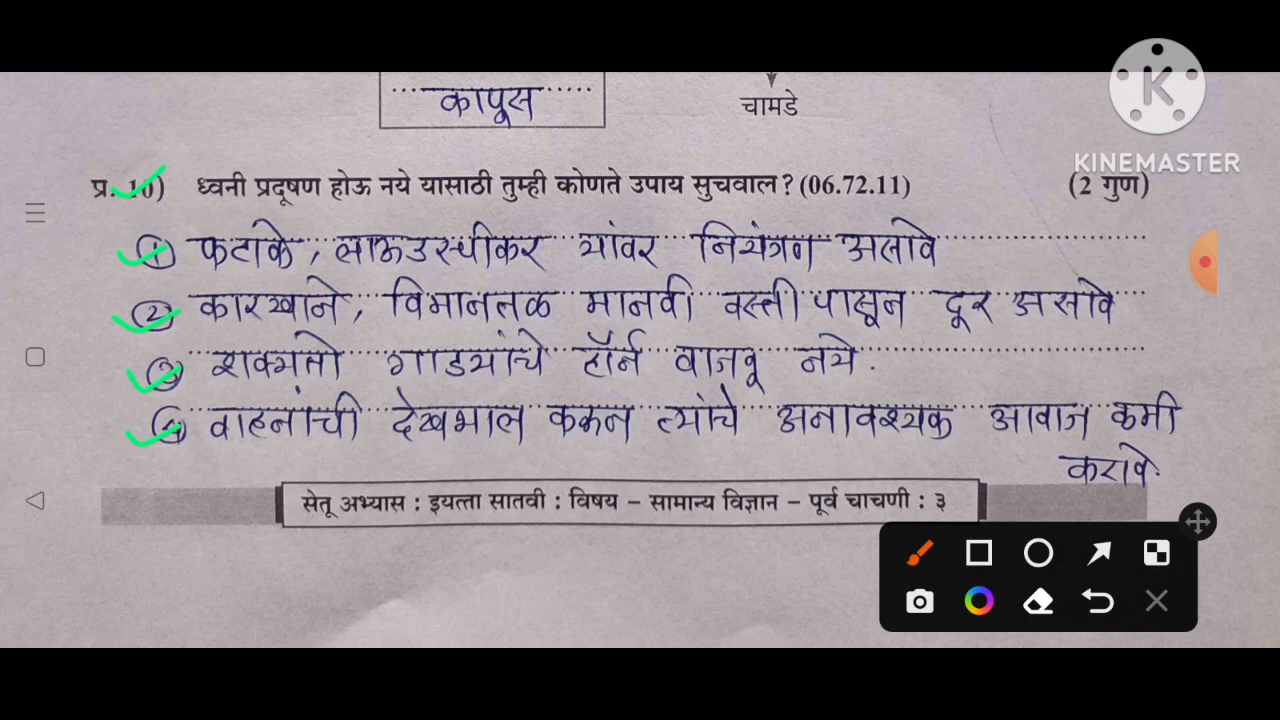 कापूस
चामडे
KINEMASTER
प्र. 10) ध्वनी प्रदूषण होऊ नये यासाठी तुम्ही कोणते उपाय सुचवाल? (06.72.11) (2 गुण)
① फटाके, लाऊउस्पीकर यांवर नियंत्रण असावे
② कारखाने, विमानतळ मानवी वस्तीपासून दूर असावे
③ शक्यतो गाडयांचे हॉर्न वाजवू नये.
④ वाहनांची देखभाल करून त्यांचे अनावश्यक आवाज कमी
करावे.
सेतू अभ्यास : इयत्ता सातवी : विषय – सामान्य विज्ञान – पूर्व चाचणी : ३